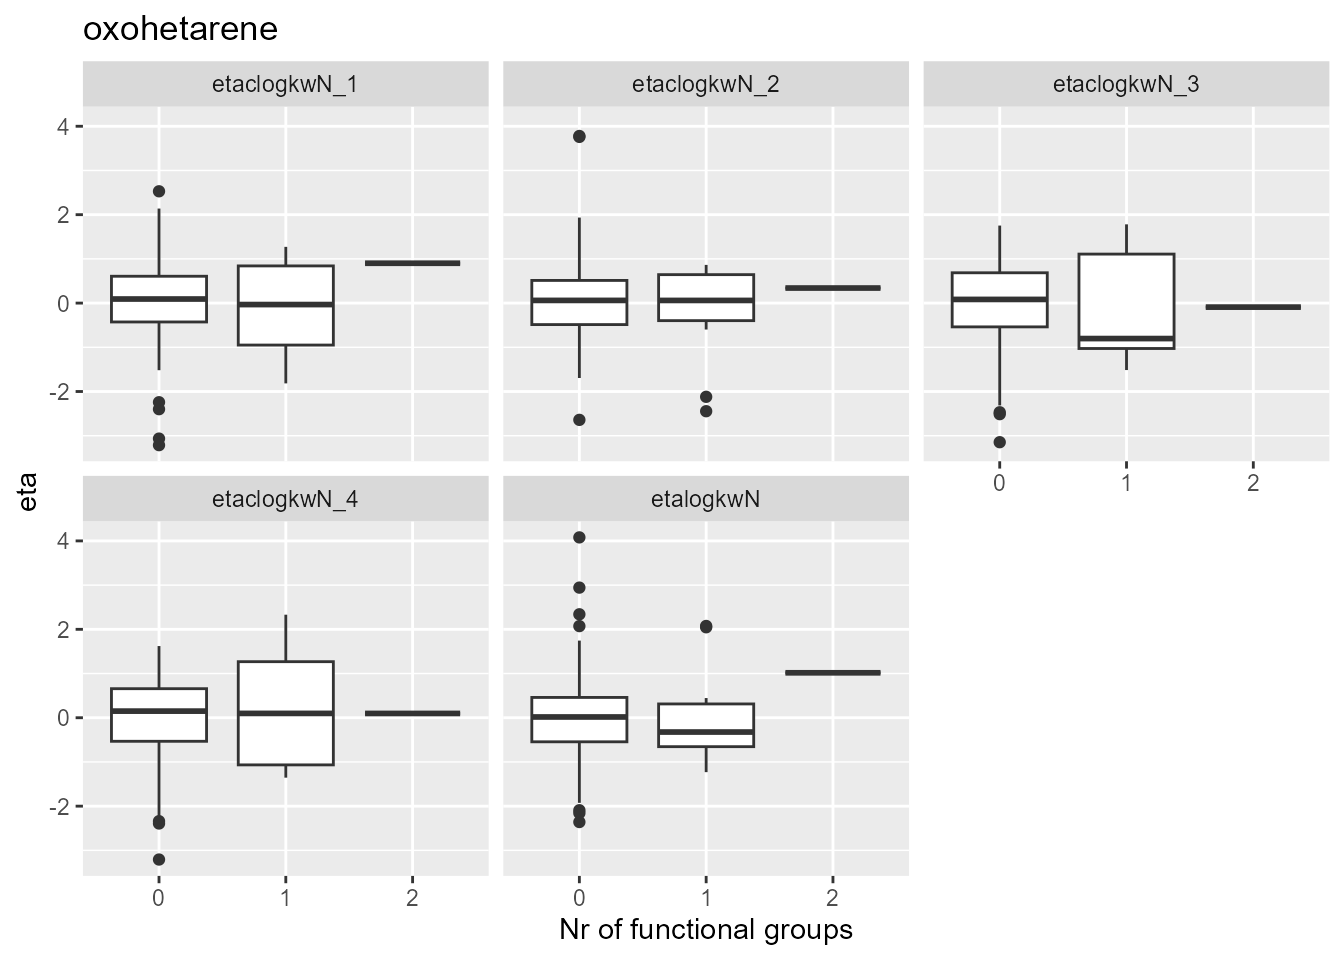 oxohetarene
etaclogkwN_1
etaclogkwN_2
etaclogkwN_3
4
2
0
-2
0 1 2
eta
etaclogkwN_4
etalogkwN
4
2
0
-2
0 1 2
0 1 2
Nr of functional groups